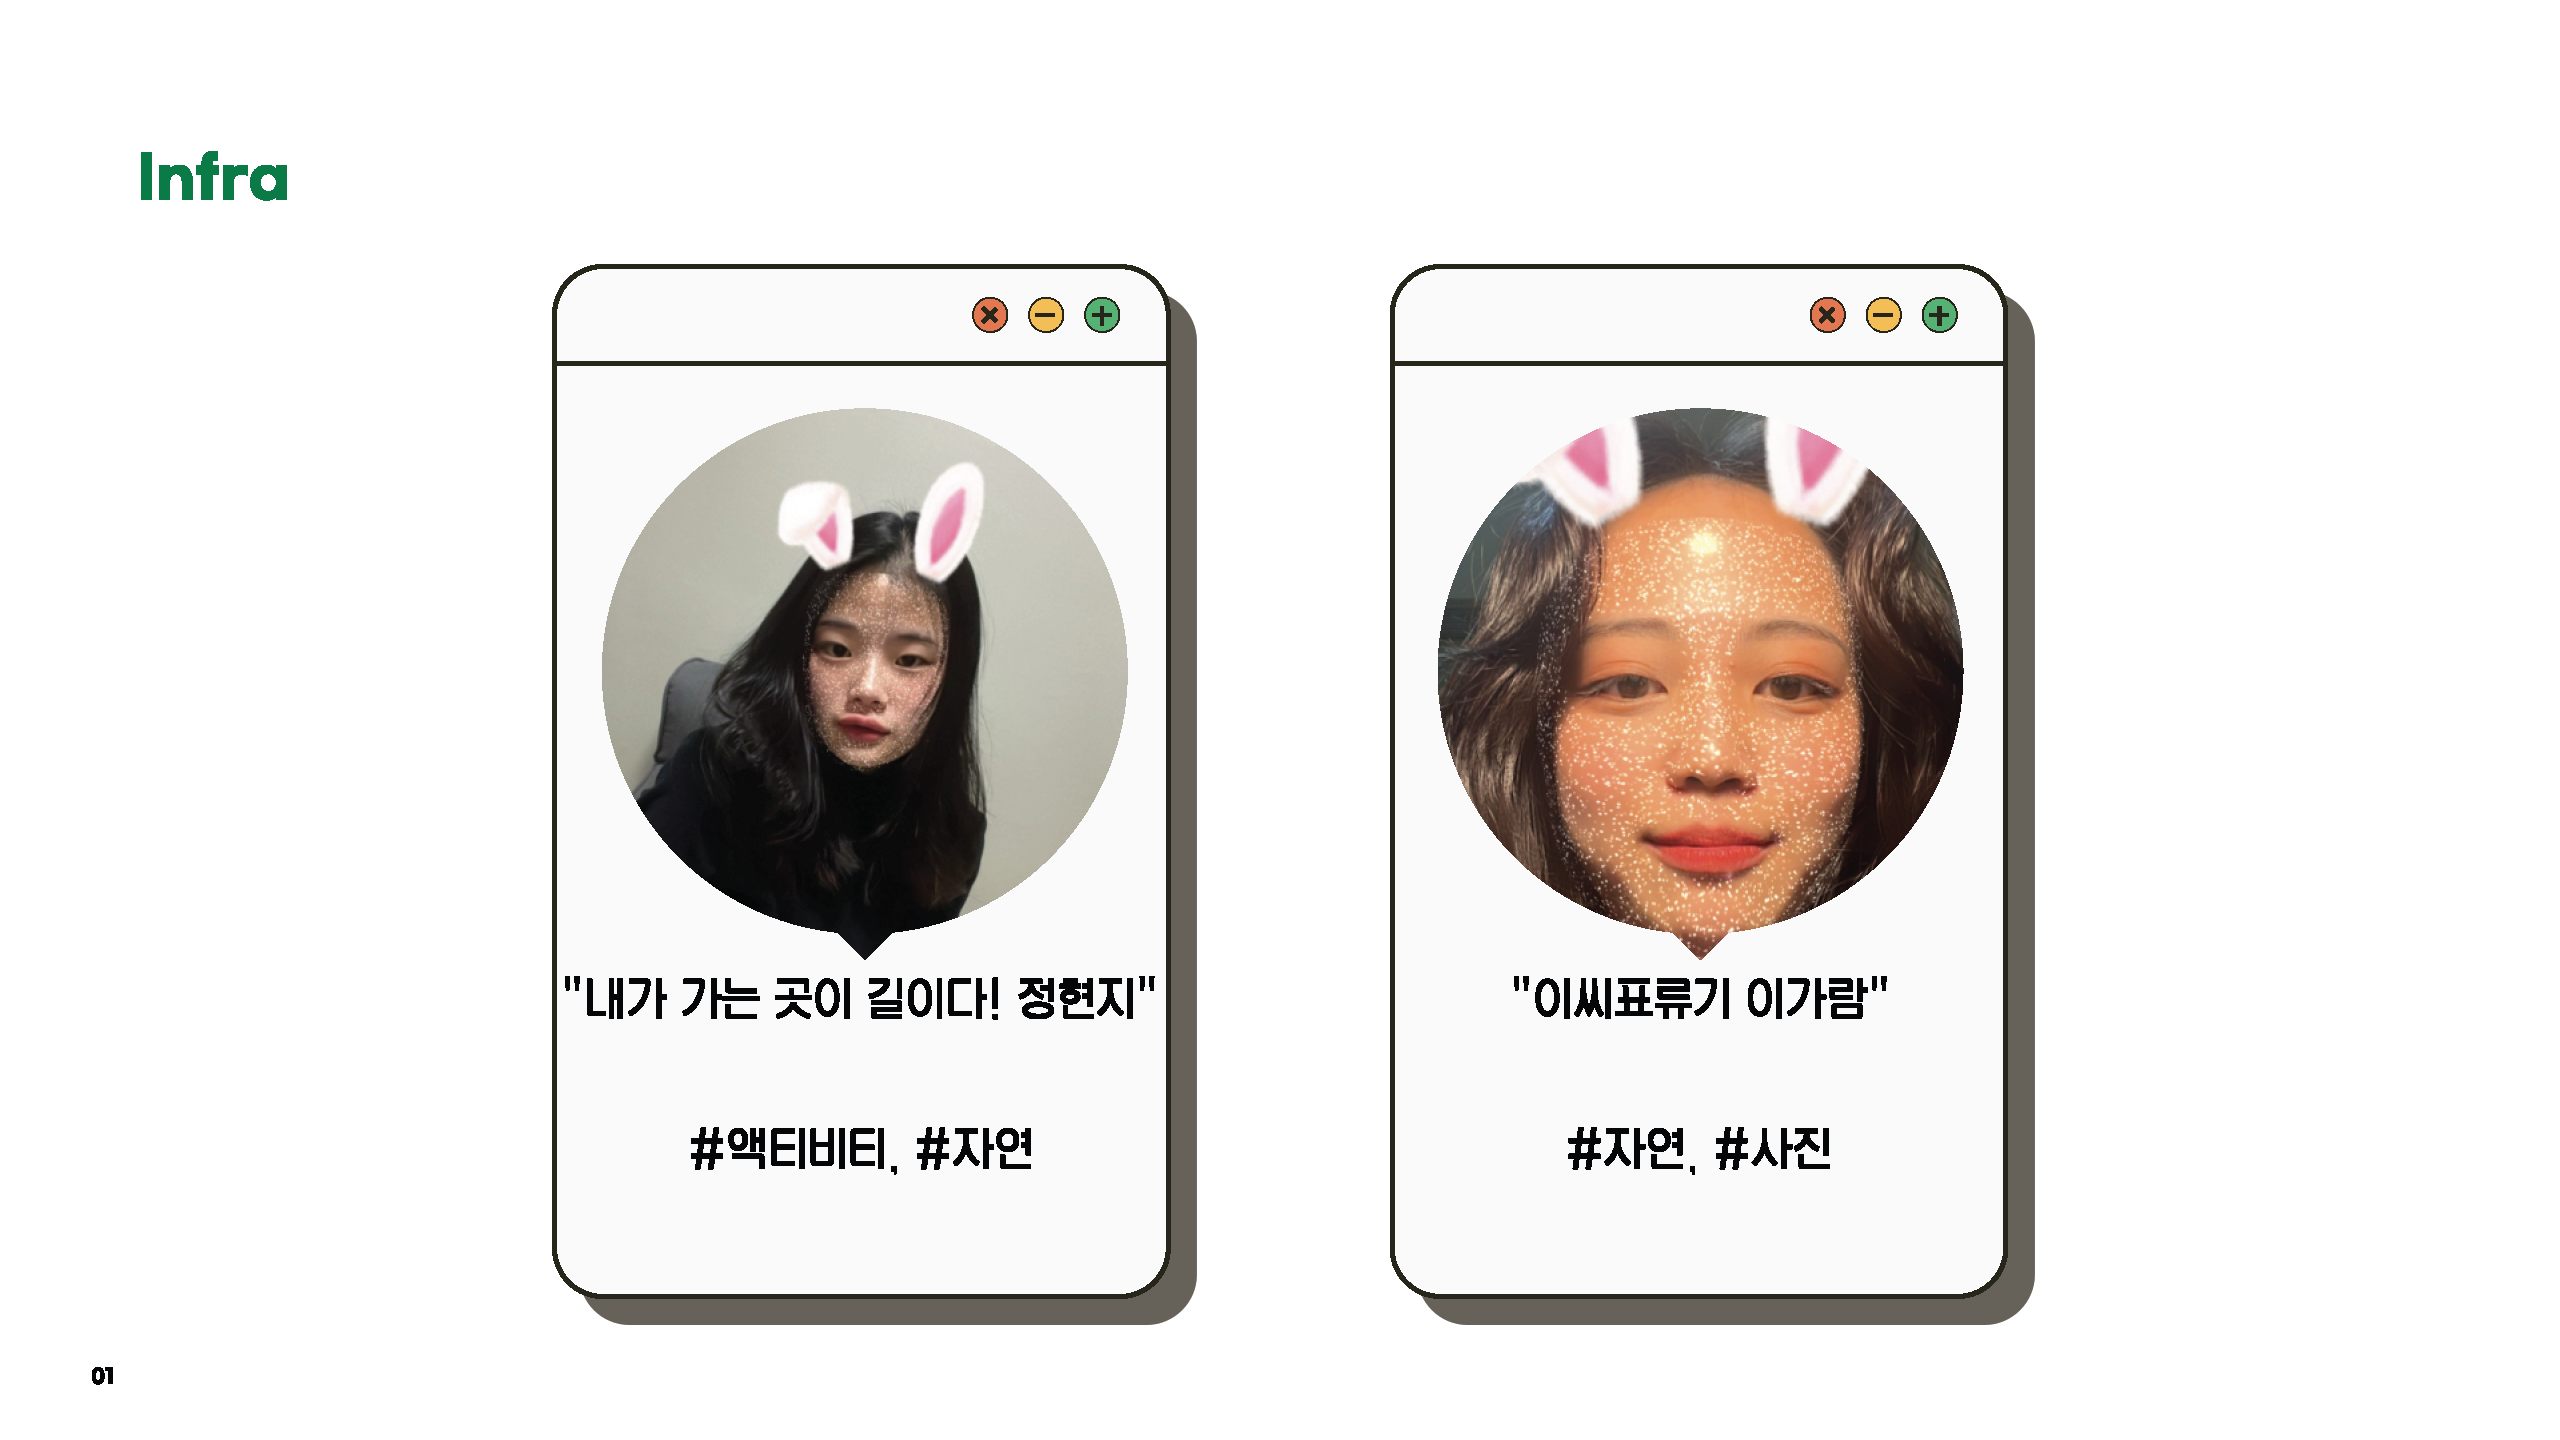 Infra
"내가 가는 곳이 길이다! 정현지"
#액티비티, #자연
"이씨표류기 이가람"
#자연, #사진
01